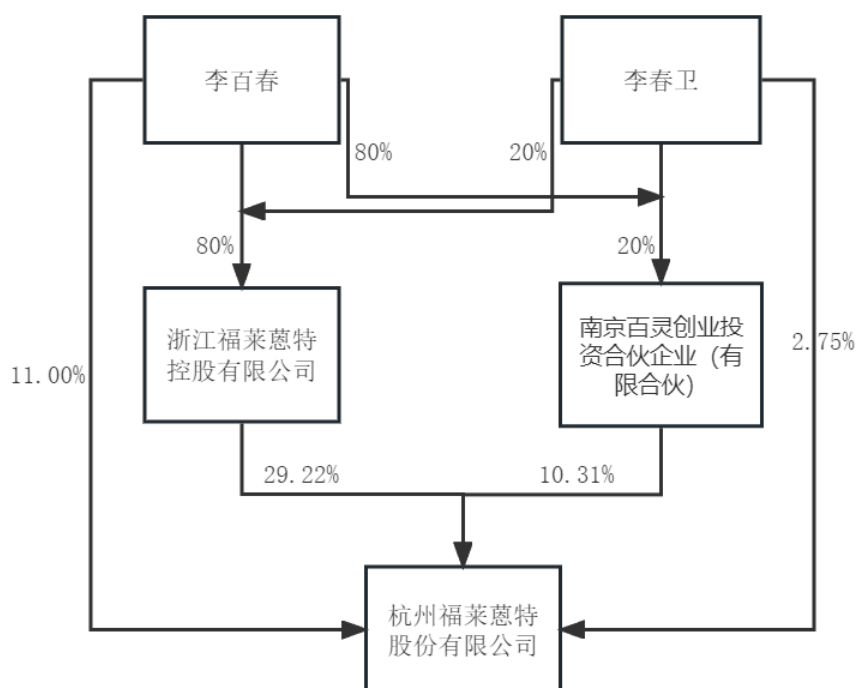 李百春
李春卫
80%
20%
80%
20%
浙江福莱蒽特
控股有限公司
南京百灵创业投
资合伙企业（有
限合伙）
11.00%
2.75%
29.22%
10.31%
杭州福莱蒽特
股份有限公司